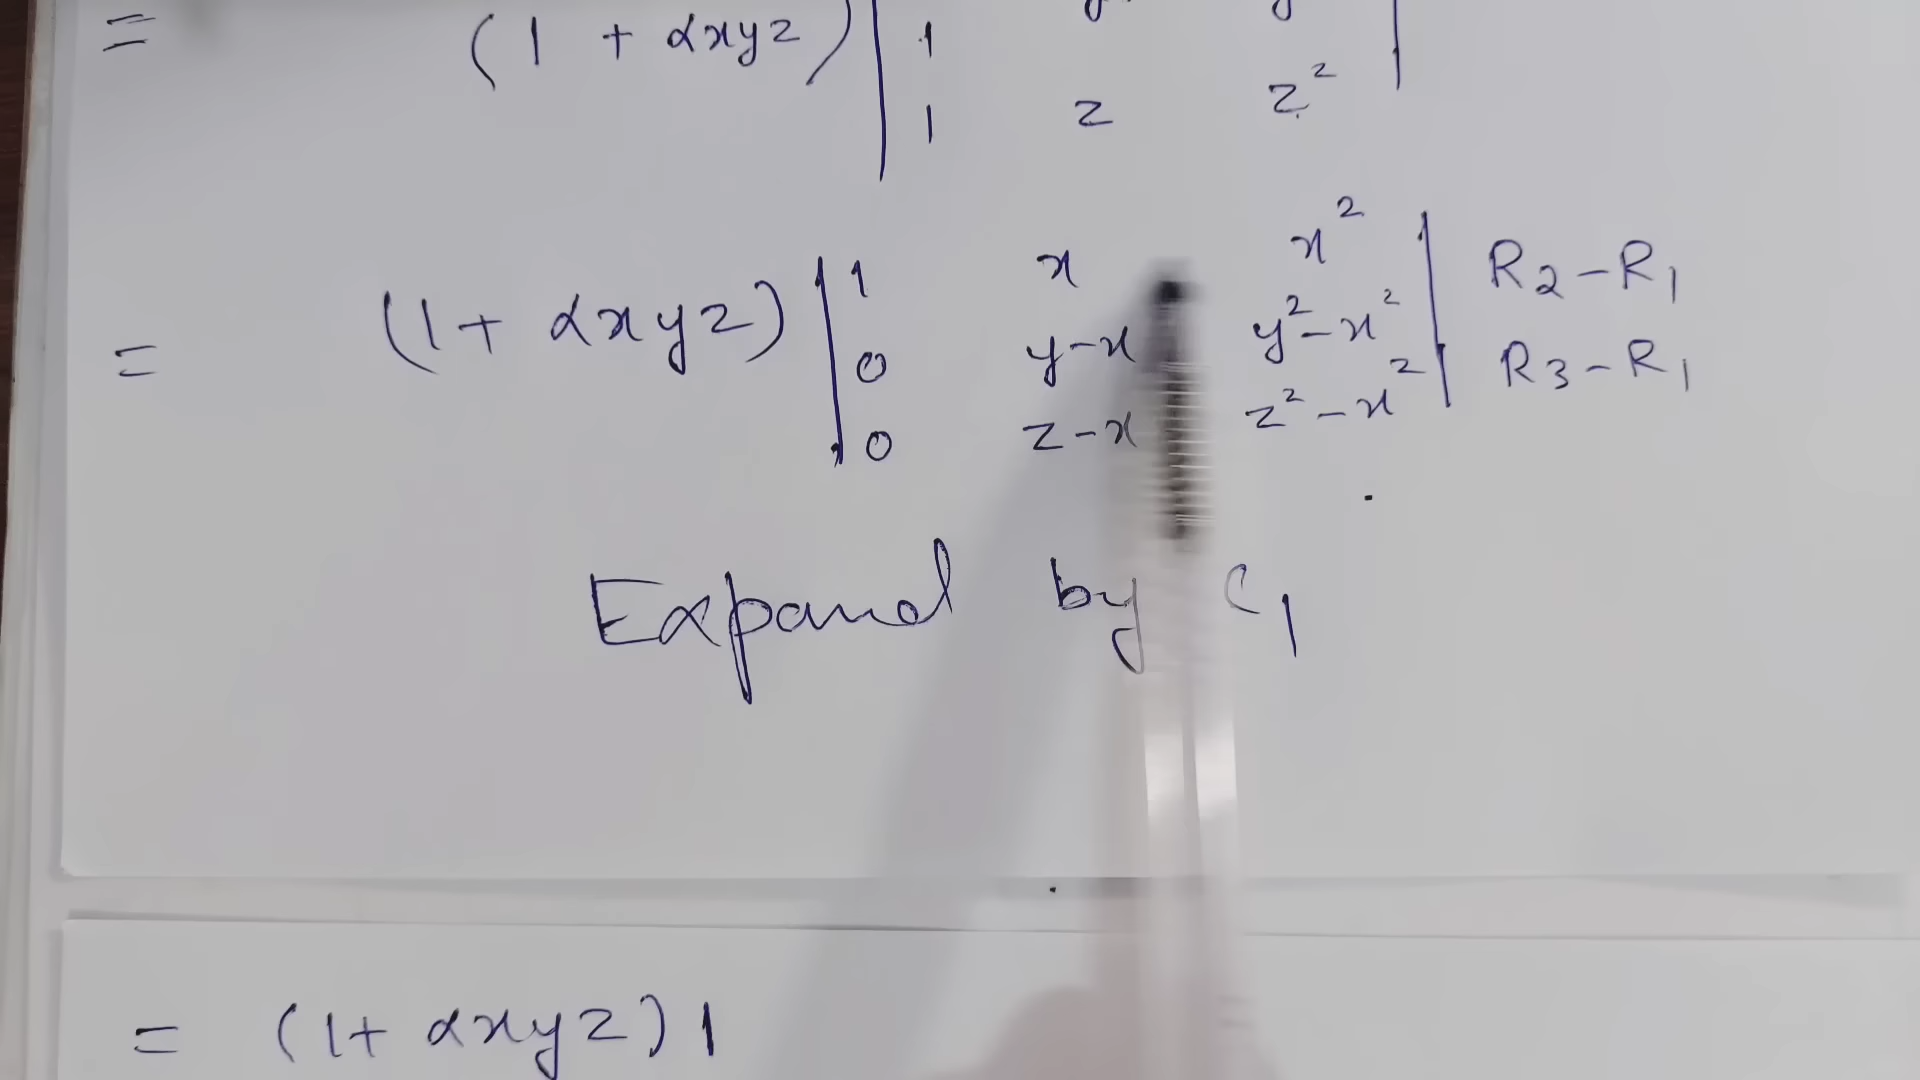 = (1 + αxyz) | 1
1 z z² |
= (1 + αxyz) | 1 x x² | R₂ - R₁
0 y-x y²-x² R₃ - R₁
0 z-x z²-x²
Expand by C₁
= (1 + αxyz) 1